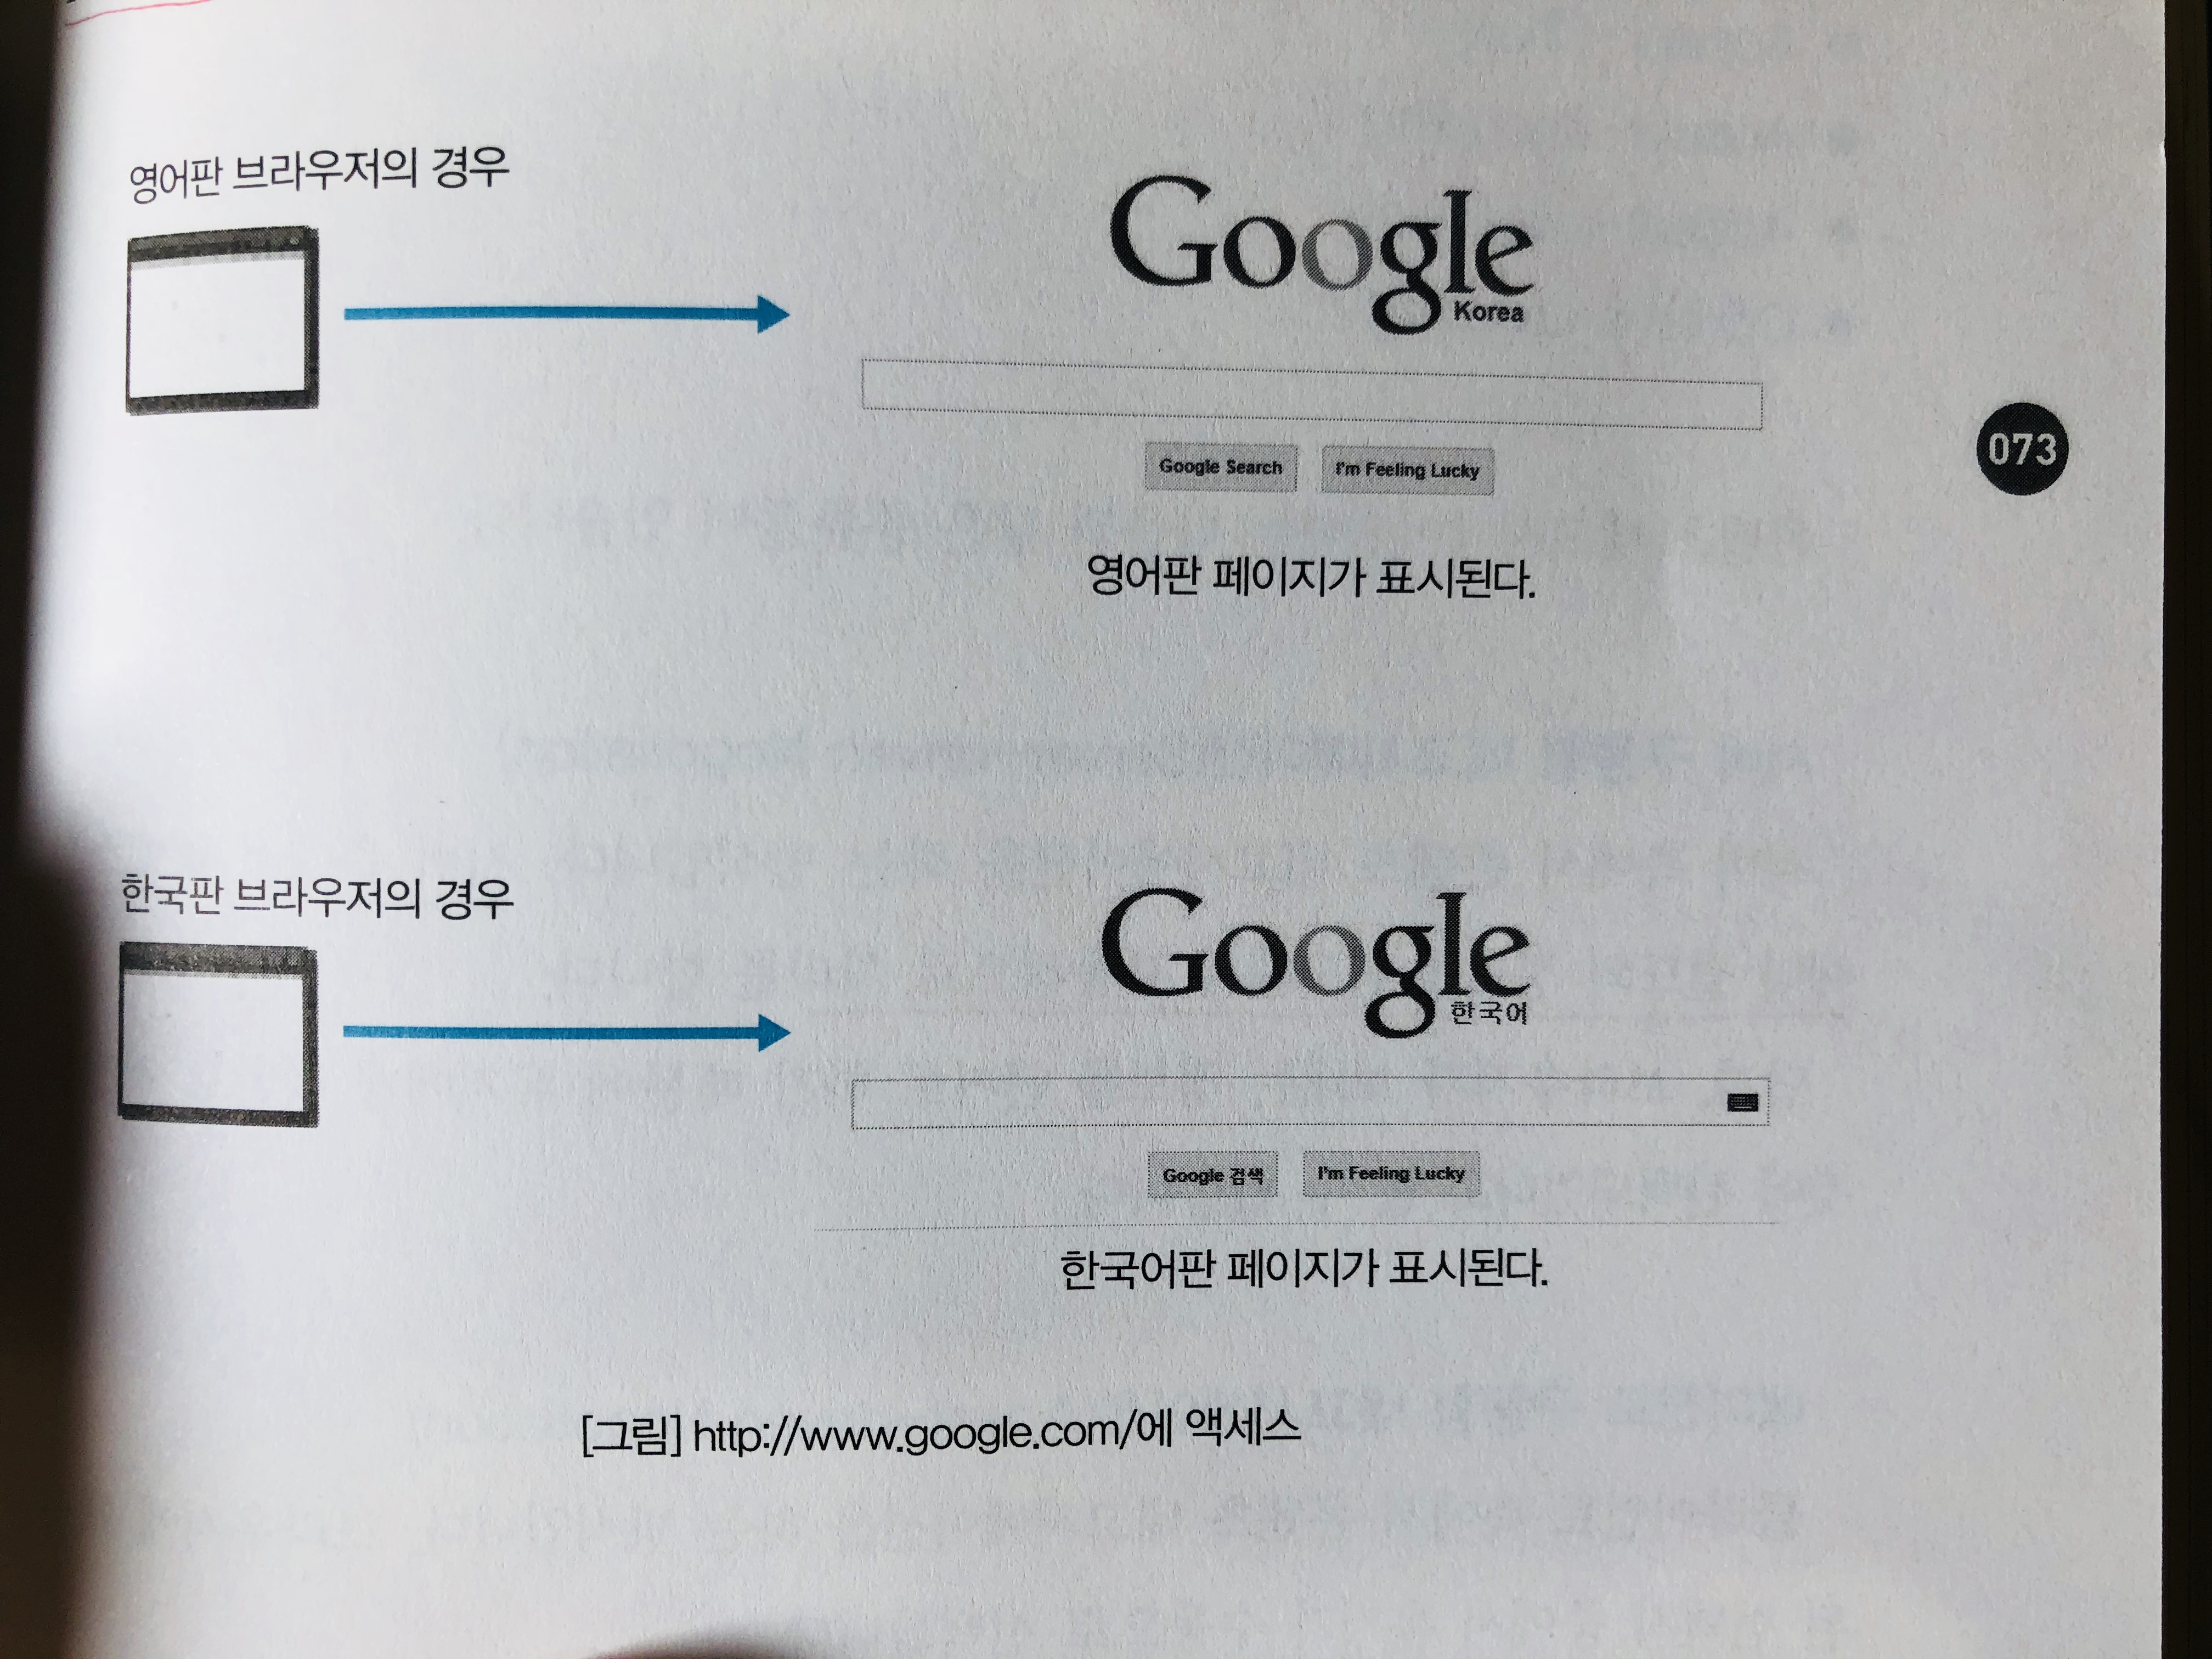 영어판 브라우저의 경우
Google
Korea
073
Google Search
I'm Feeling Lucky
영어판 페이지가 표시된다.
한국판 브라우저의 경우
Google
한국어
Google 검색
I'm Feeling Lucky
한국어판 페이지가 표시된다.
[그림] http://www.google.com/에 액세스